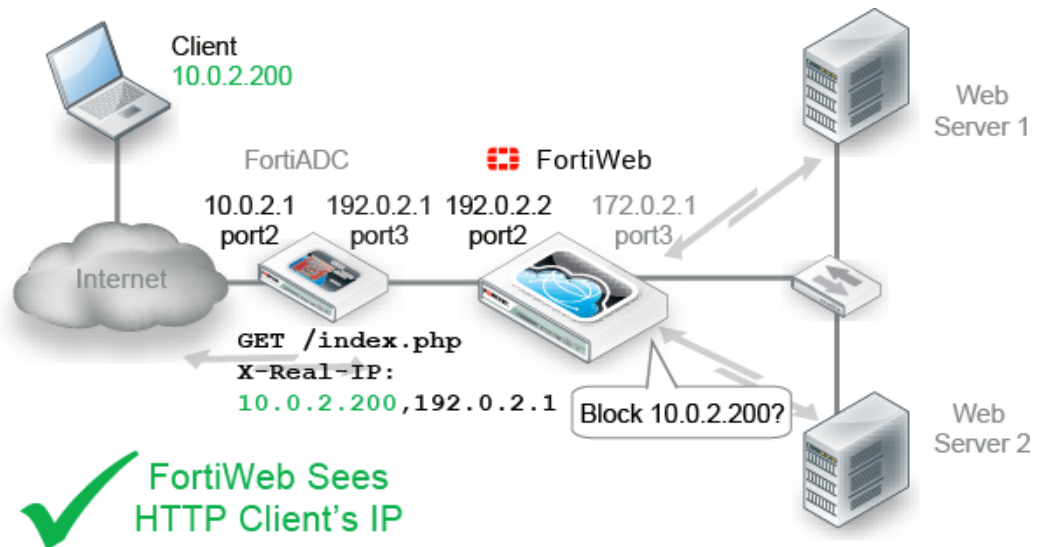 Client
10.0.2.200
Web
Server 1
FortiADC
FortiWeb
10.0.2.1
port2
192.0.2.1
port3
192.0.2.2
port2
172.0.2.1
port3
Internet
GET /index.php
X-Real-IP:
10.0.2.200,192.0.2.1
Block 10.0.2.200?
Web
Server 2
FortiWeb Sees
HTTP Client's IP